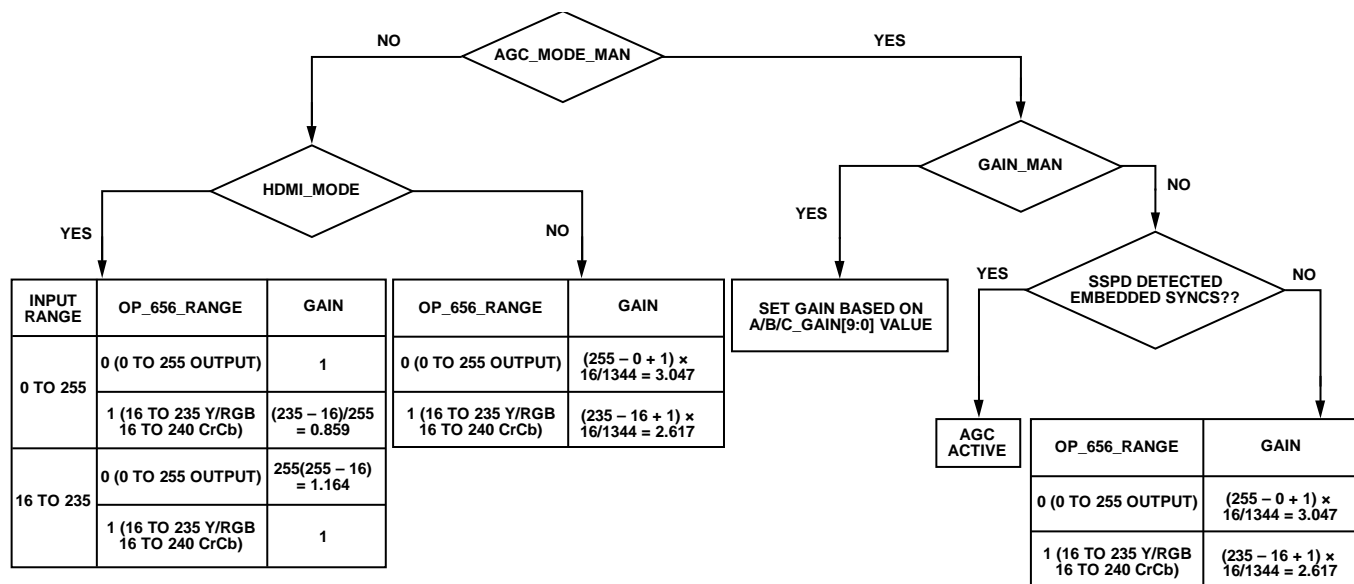 NO
AGC_MODE_MAN
YES
HDMI_MODE
GAIN_MAN
YES
NO
YES
NO
SSPD DETECTED
EMBEDDED SYNCS??
YES
NO
INPUT
RANGE
OP_656_RANGE
GAIN
0 TO 255
0 (0 TO 255 OUTPUT)
1
1 (16 TO 235 Y/RGB
16 TO 240 CrCb)
(235 – 16)/255
= 0.859
16 TO 235
0 (0 TO 255 OUTPUT)
255(255 – 16)
= 1.164
1 (16 TO 235 Y/RGB
16 TO 240 CrCb)
1
OP_656_RANGE
GAIN
0 (0 TO 255 OUTPUT)
(255 – 0 + 1) ×
16/1344 = 3.047
1 (16 TO 235 Y/RGB
16 TO 240 CrCb)
(235 – 16 + 1) ×
16/1344 = 2.617
SET GAIN BASED ON
A/B/C_GAIN[9:0] VALUE
AGC
ACTIVE
OP_656_RANGE
GAIN
0 (0 TO 255 OUTPUT)
(255 – 0 + 1) ×
16/1344 = 3.047
1 (16 TO 235 Y/RGB
16 TO 240 CrCb)
(235 – 16 + 1) ×
16/1344 = 2.617